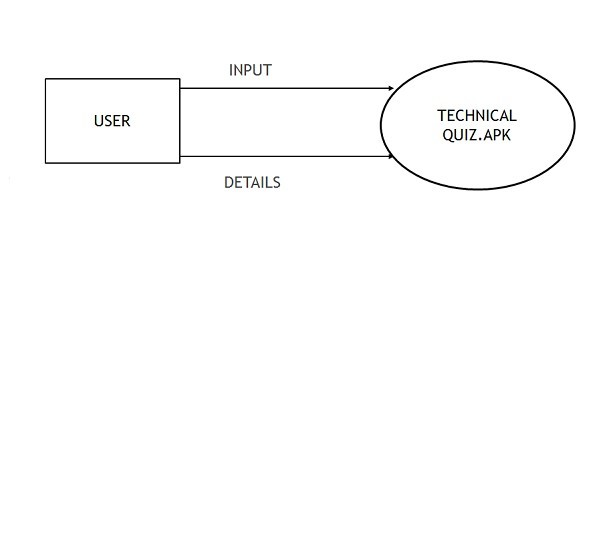 INPUT
USER
TECHNICAL
QUIZ.APK
DETAILS